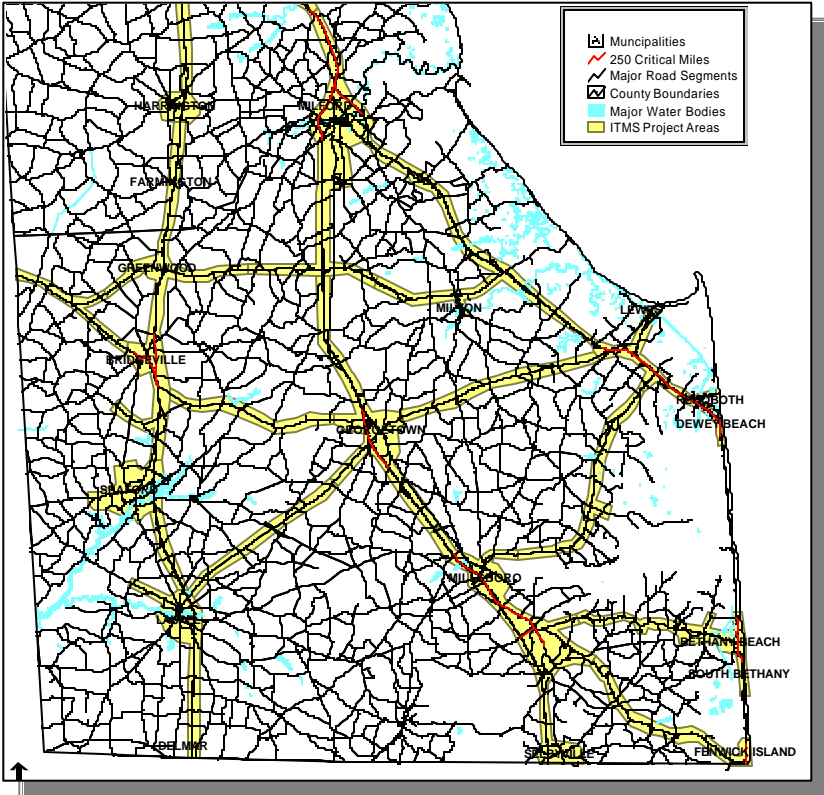 Muncipalities
250 Critical Miles
Major Road Segments
County Boundaries
Major Water Bodies
ITMS Project Areas
HARRINGTON
MILFORD
FARMINGTON
GREENWOOD
MILTON
LEWES
BRIDGEVILLE
REHOBOTH
DEWEY BEACH
GEORGETOWN
SEAFORD
MILLSBORO
LAUREL
BETHANY BEACH
SOUTH BETHANY
DELMAR
SELBYVILLE
FENWICK ISLAND